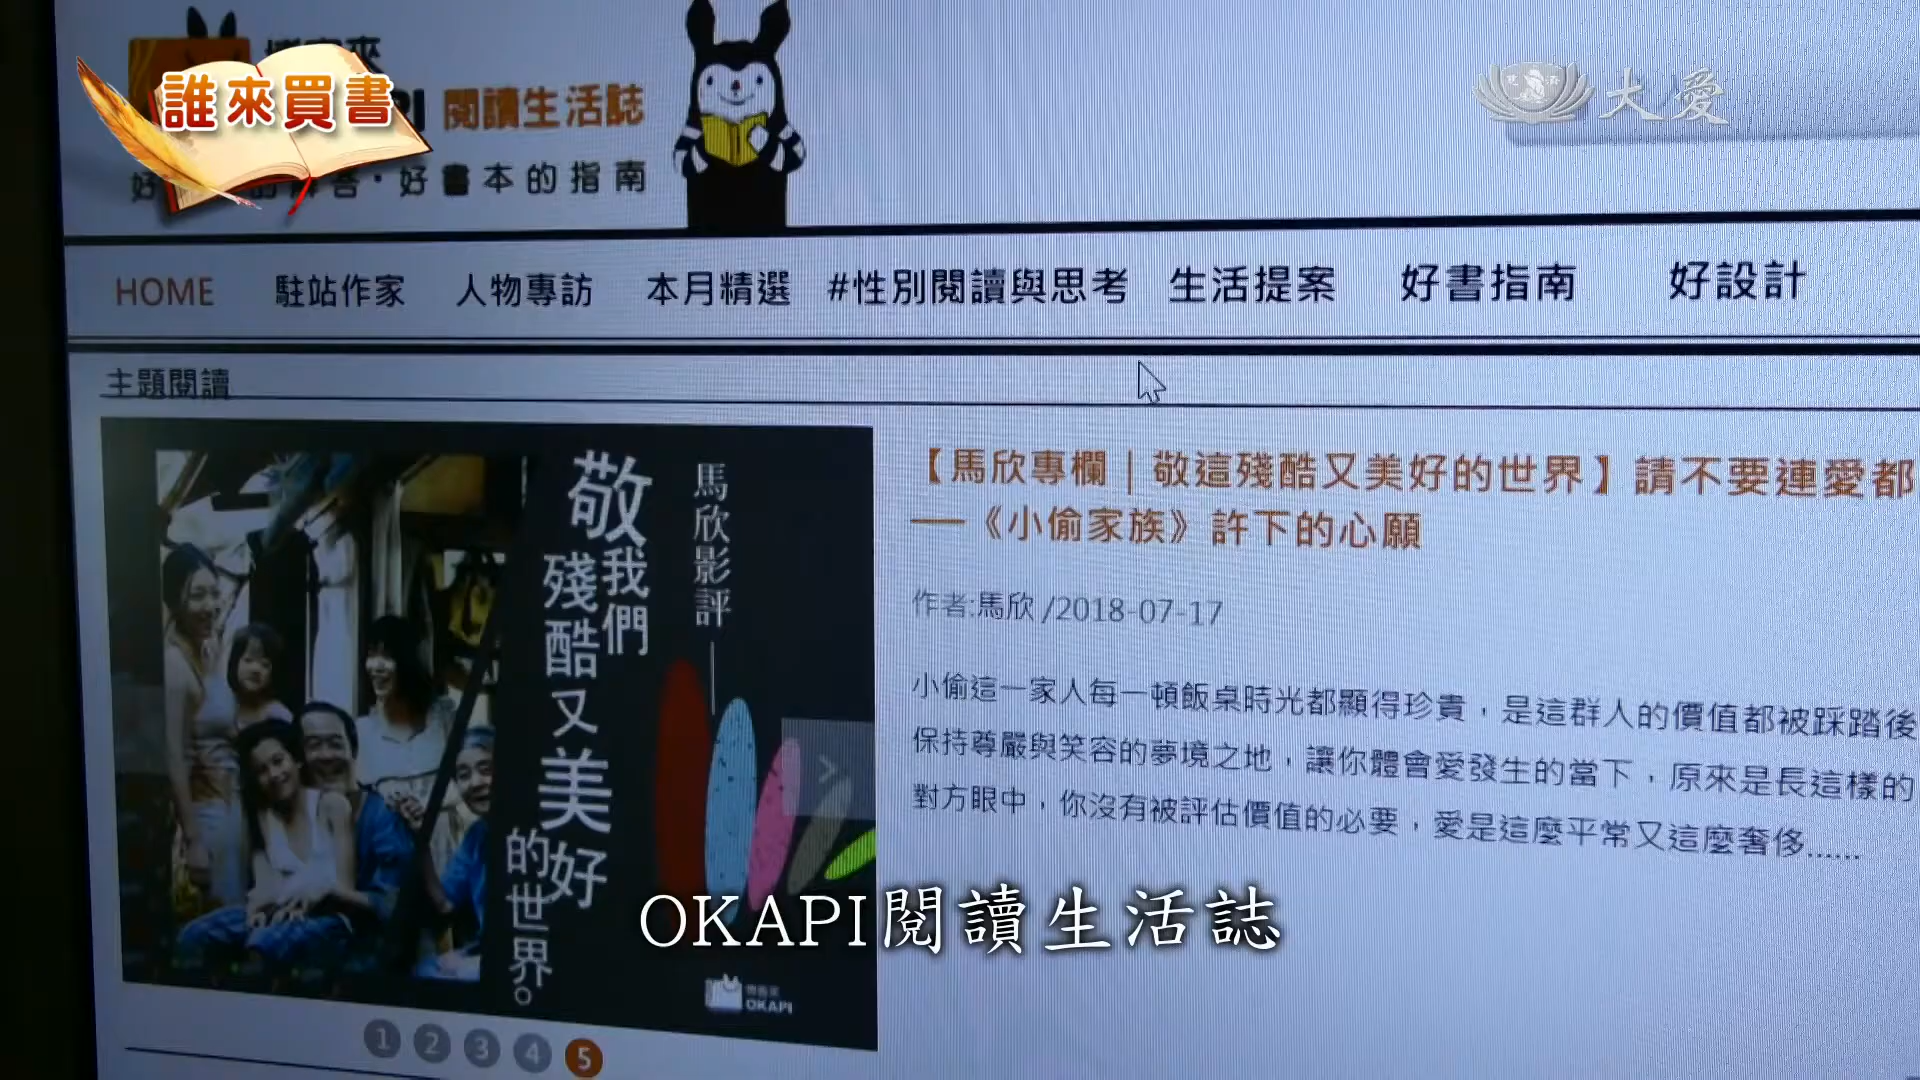 誰來買書
閱讀生活誌
好書本的指南
大愛
HOME 駐站作家 人物專訪 本月精選 #性別閱讀與思考 生活提案 好書指南 好設計
主題閱讀
馬欣影評
敬我們
殘酷又美好
的世界。
OKAPI
【馬欣專欄|敬這殘酷又美好的世界】請不要連愛都
──《小偷家族》許下的心願
作者:馬欣 /2018-07-17
小偷這一家人每一頓飯桌時光都顯得珍貴,是這群人的價值都被踩踏後
保持尊嚴與笑容的夢境之地,讓你體會愛發生的當下,原來是長這樣的
對方眼中,你沒有被評估價值的必要,愛是這麼平常又這麼奢侈......
1 2 3 4 5
OKAPI閱讀生活誌